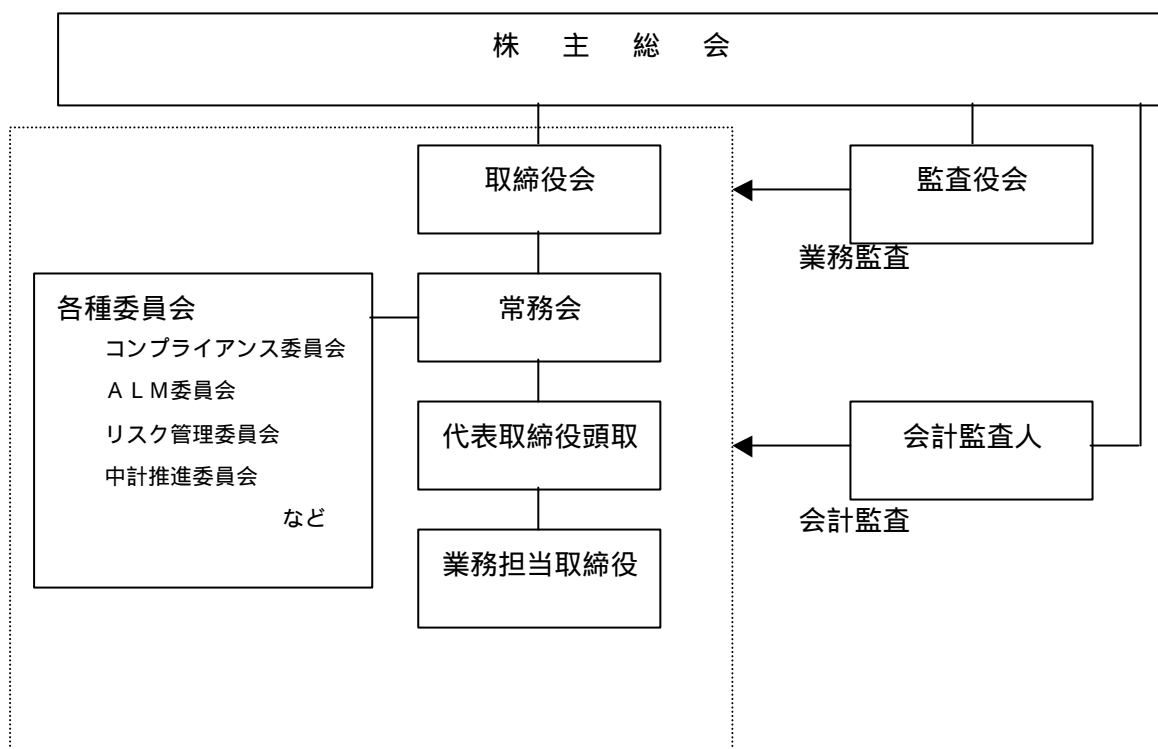 株 主 総 会
取締役会
監査役会
業務監査
各種委員会
コンプライアンス委員会
ＡＬＭ委員会
リスク管理委員会
中計推進委員会
など
常務会
代表取締役頭取
会計監査人
会計監査
業務担当取締役